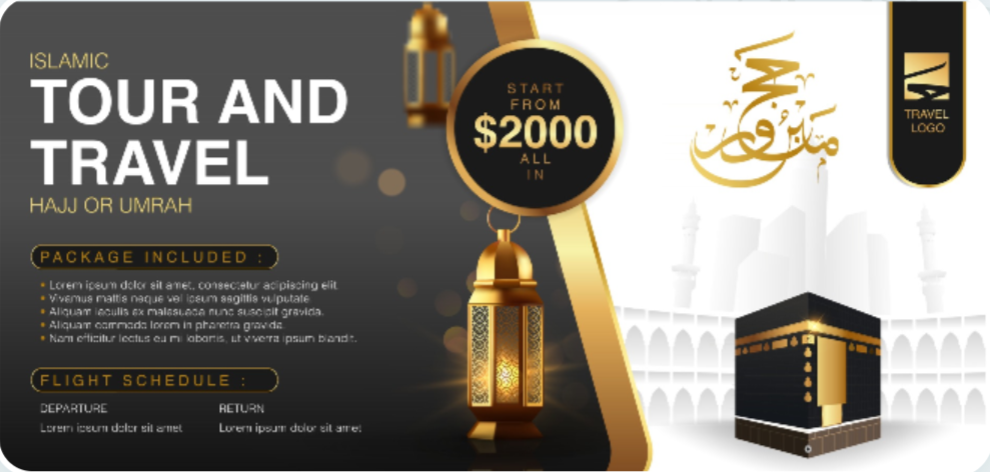 ISLAMIC
TOUR AND
TRAVEL
HAJJ OR UMRAH
PACKAGE INCLUDED :
• Lorem ipsum dolor sit amet, consectetur adipiscing elit.
• Vivamus mattis neque vel ipsum sagittis vulputate.
• Aliquam iaculis ex malesuada nunc suscipit gravida.
• Aliquam commodo lorem in pharetra gravida.
• Nam efficitur lectus eu mi lobortis, ut viverra ipsum blandit.
FLIGHT SCHEDULE :
DEPARTURE
Lorem ipsum dolor sit amet
RETURN
Lorem ipsum dolor sit amet
START
FROM
$2000
ALL
IN
حج
مبرور
TRAVEL
LOGO